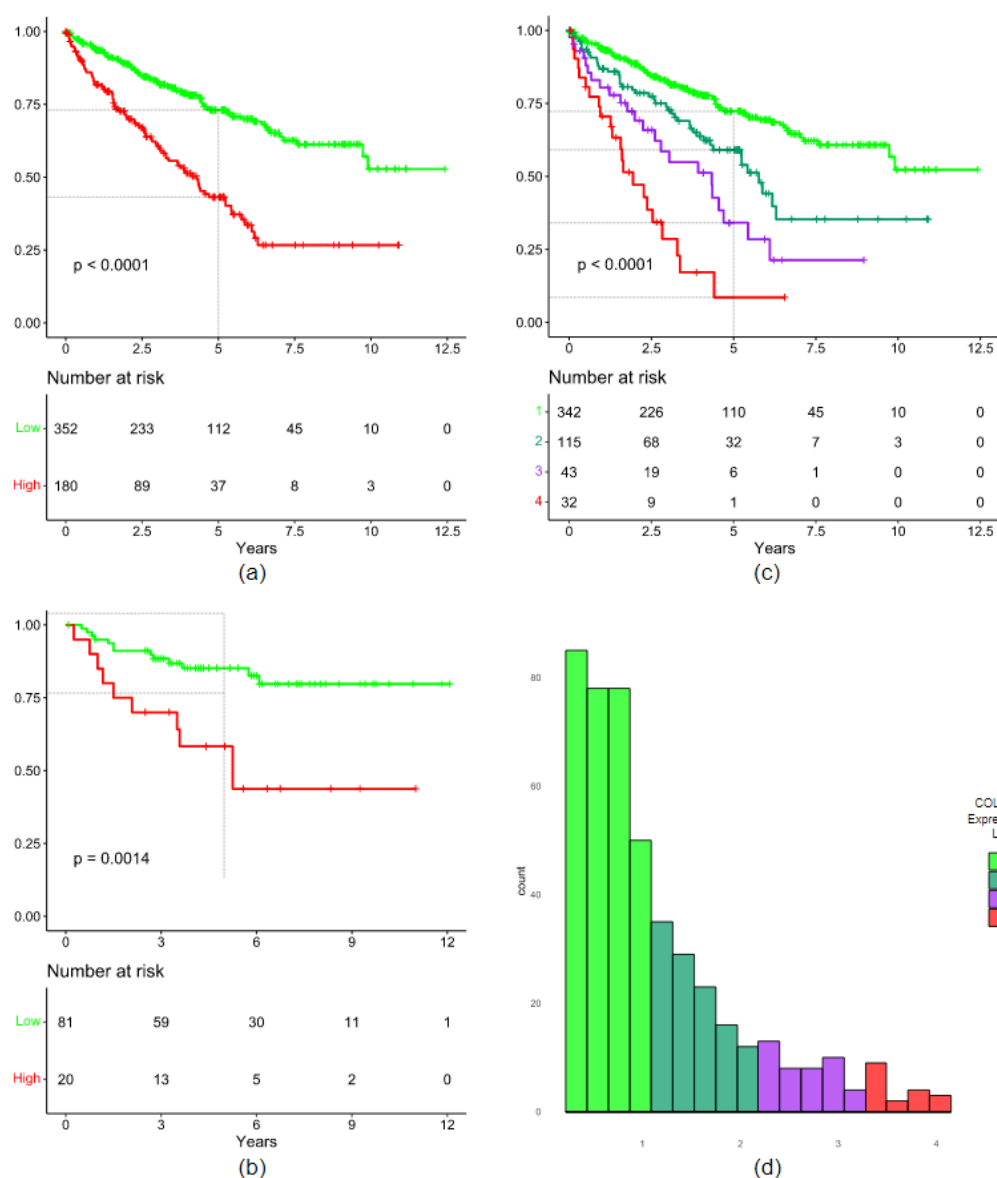 1.00
0.75
0.50
0.25
0.00
p < 0.0001
0 2.5 5 7.5 10 12.5
Number at risk
Low 352 233 112 45 10 0
High 180 89 37 8 3 0
0 2.5 5 7.5 10 12.5
Years
(a)
1.00
0.75
0.50
0.25
0.00
p < 0.0001
0 2.5 5 7.5 10 12.5
Number at risk
1 342 226 110 45 10 0
2 115 68 32 7 3 0
3 43 19 6 1 0 0
4 32 9 1 0 0 0
0 2.5 5 7.5 10 12.5
Years
(c)
1.00
0.75
0.50
0.25
0.00
p = 0.0014
0 3 6 9 12
Number at risk
Low 81 59 30 11 1
High 20 13 5 2 0
0 3 6 9 12
Years
(b)
80
60
40
20
0
count
1 2 3 4
COL
Expre
L
(d)